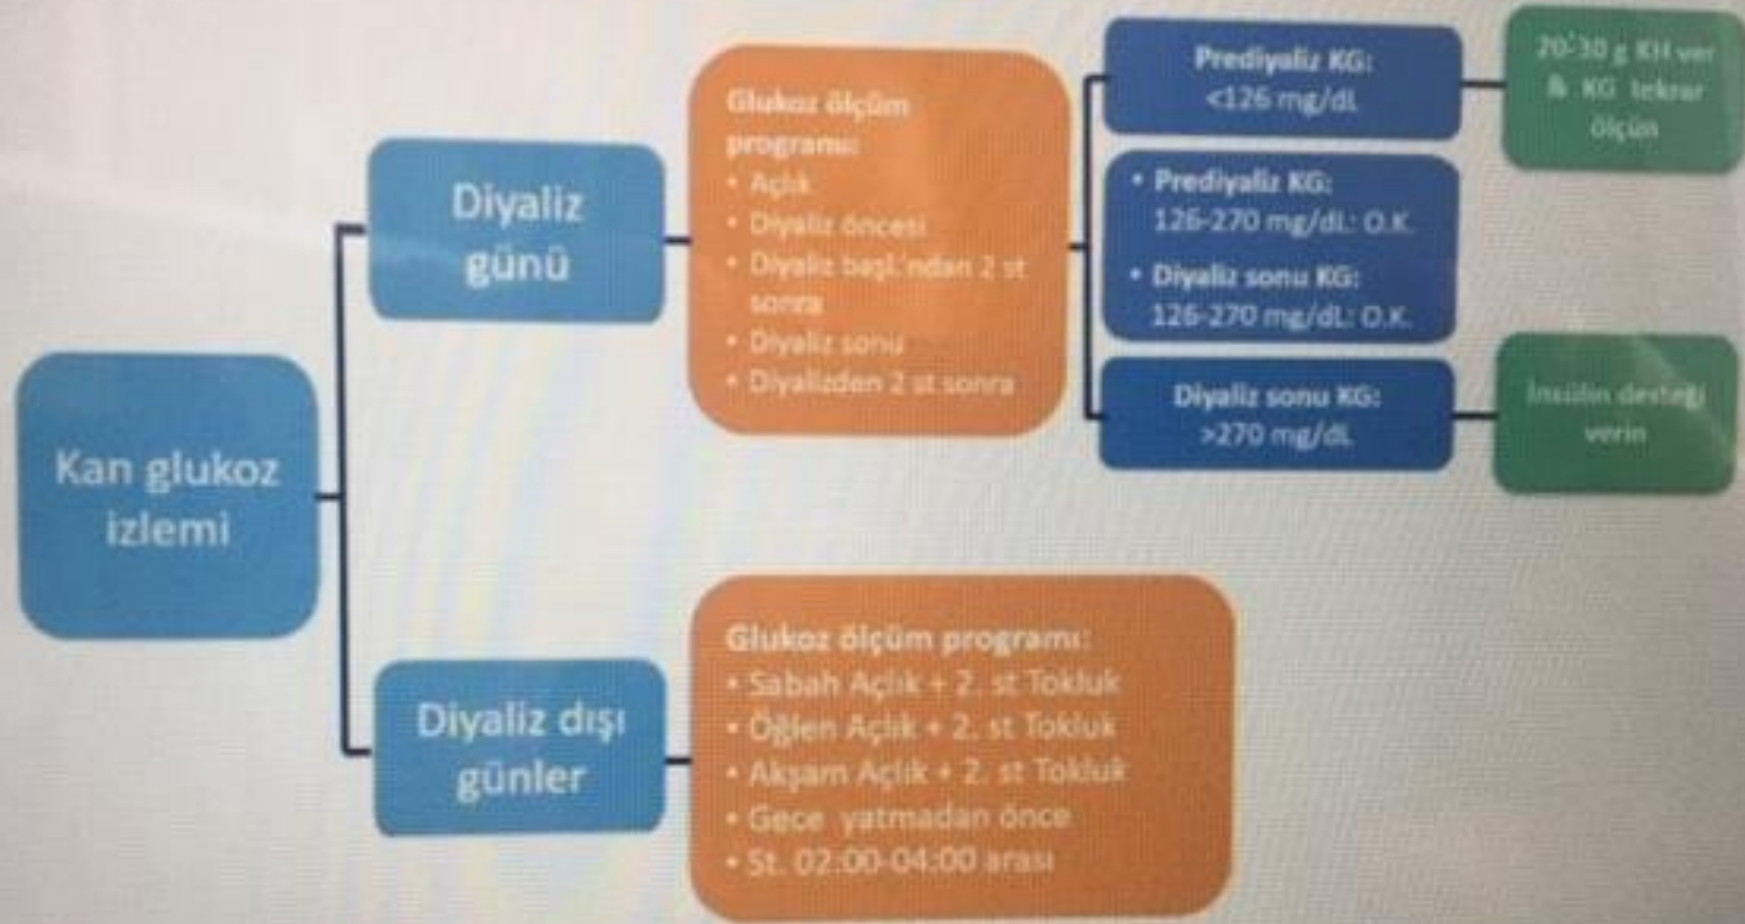 Kan glukoz
izlemi
Diyaliz
günü
Glukoz ölçüm
programı:
• Açlık
• Diyaliz öncesi
• Diyaliz başl.'ndan 2 st
sonra
• Diyaliz sonu
• Diyalizden 2 st sonra
Prediyaliz KG:
<126 mg/dL
20-30 g KH ver
& KG tekrar
ölçün
• Prediyaliz KG:
126-270 mg/dL: O.K.
• Diyaliz sonu KG:
126-270 mg/dL: O.K.
Diyaliz sonu KG:
>270 mg/dL
İnsülin desteği
verin
Diyaliz dışı
günler
Glukoz ölçüm programı:
• Sabah Açlık + 2. st Tokluk
• Öğlen Açlık + 2. st Tokluk
• Akşam Açlık + 2. st Tokluk
• Gece yatmadan önce
• St. 02:00-04:00 arası